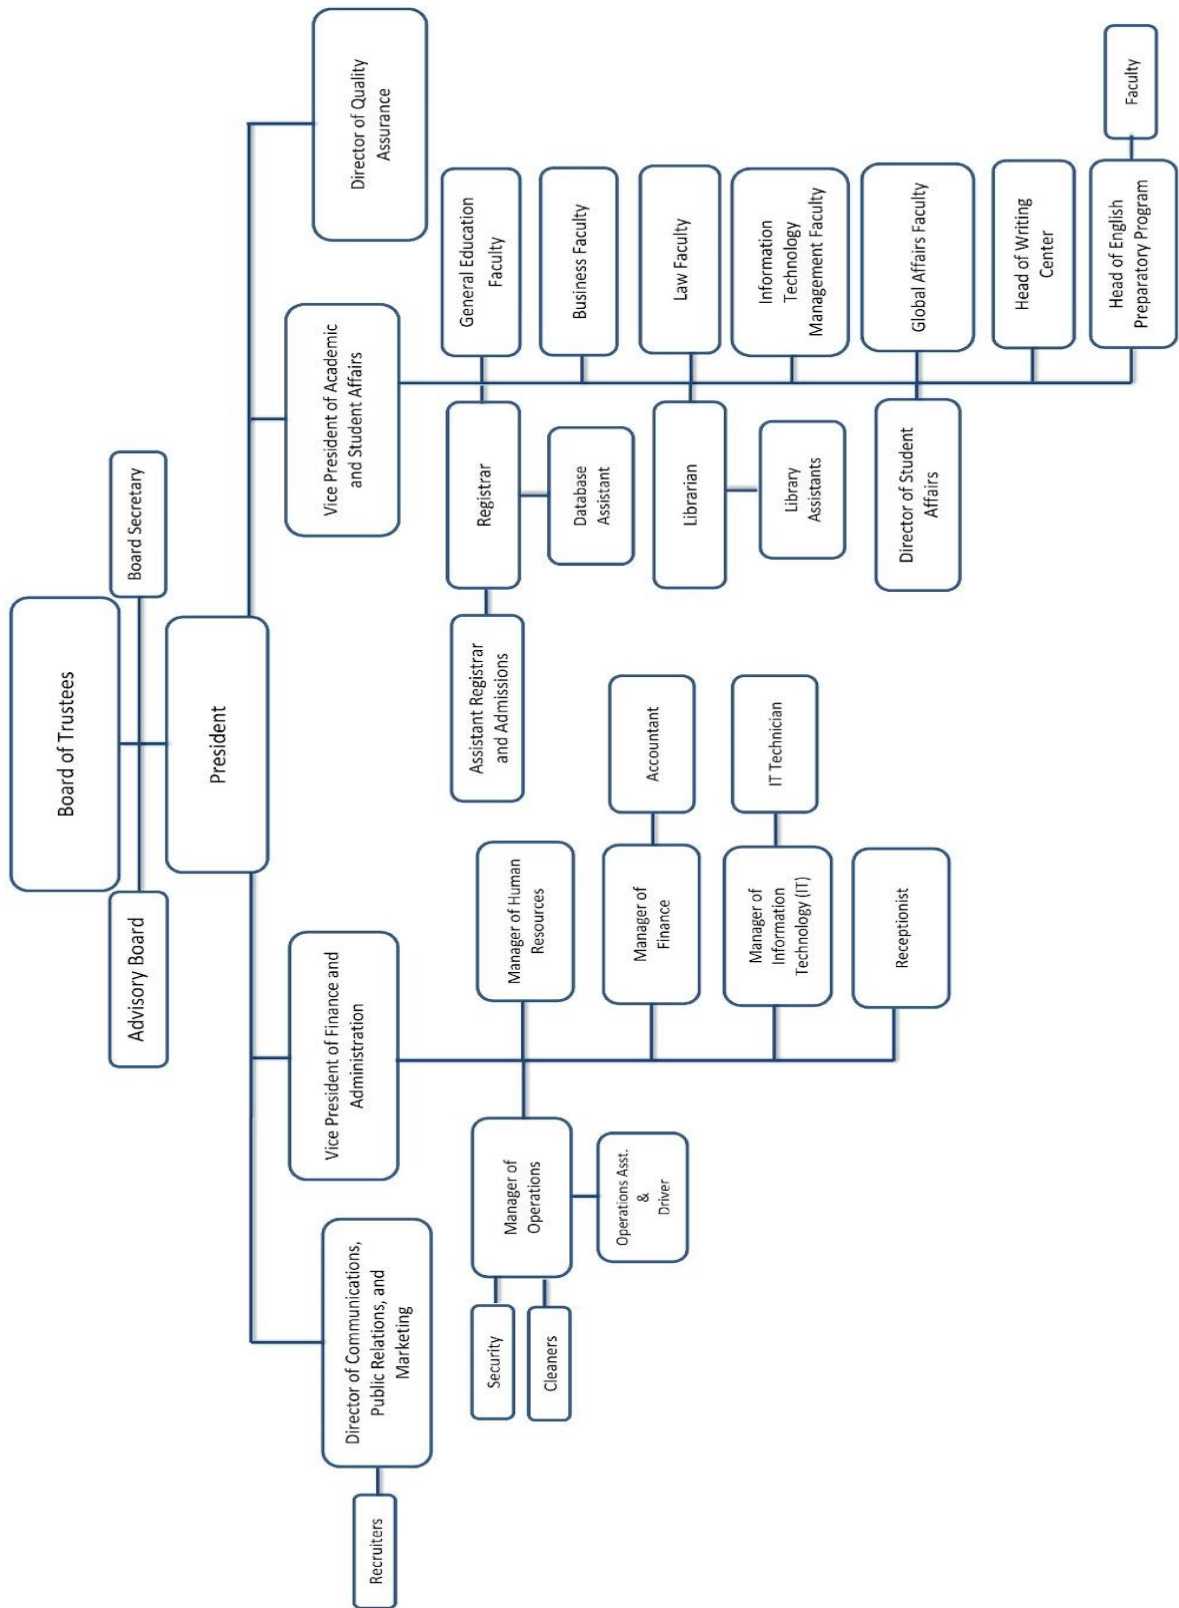 Board of Trustees
Advisory Board
Board Secretary
President
Director of Communications,
Public Relations, and
Marketing
Recruiters
Vice President of Finance and
Administration
Vice President of Academic
and Student Affairs
Director of Quality
Assurance
Manager of
Operations
Security
Cleaners
Operations Asst.
&
Driver
Manager of Human
Resources
Manager of
Finance
Accountant
Manager of
Information
Technology (IT)
IT Technician
Receptionist
Assistant Registrar
and Admissions
Registrar
Database
Assistant
Librarian
Library
Assistants
Director of Student
Affairs
General Education
Faculty
Business Faculty
Law Faculty
Information
Technology
Management Faculty
Global Affairs Faculty
Head of Writing
Center
Head of English
Preparatory Program
Faculty